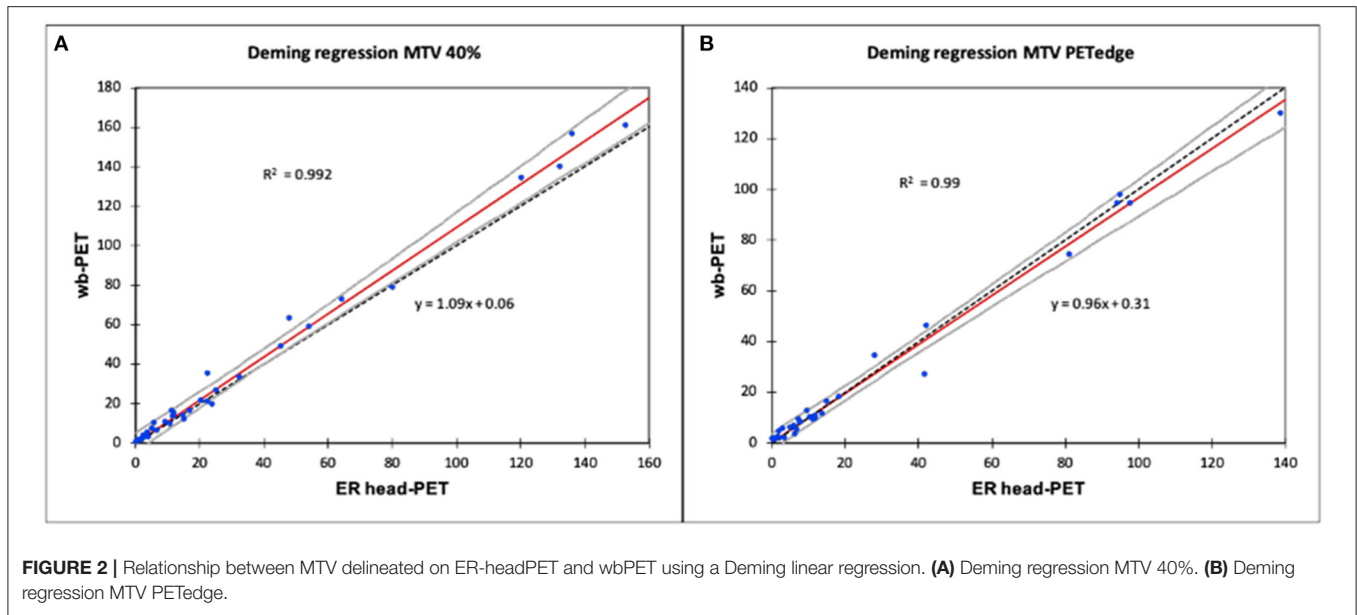 A
Deming regression MTV 40%
180
160
140
120
100
80
60
40
20
0
wb-PET
R² = 0.992
y = 1.09x + 0.06
0 20 40 60 80 100 120 140 160
ER head-PET
B
Deming regression MTV PETedge
140
120
100
80
60
40
20
0
wb-PET
R² = 0.99
y = 0.96x + 0.31
0 20 40 60 80 100 120 140
ER head-PET
FIGURE 2 | Relationship between MTV delineated on ER-headPET and wbPET using a Deming linear regression. (A) Deming regression MTV 40%. (B) Deming
regression MTV PETedge.